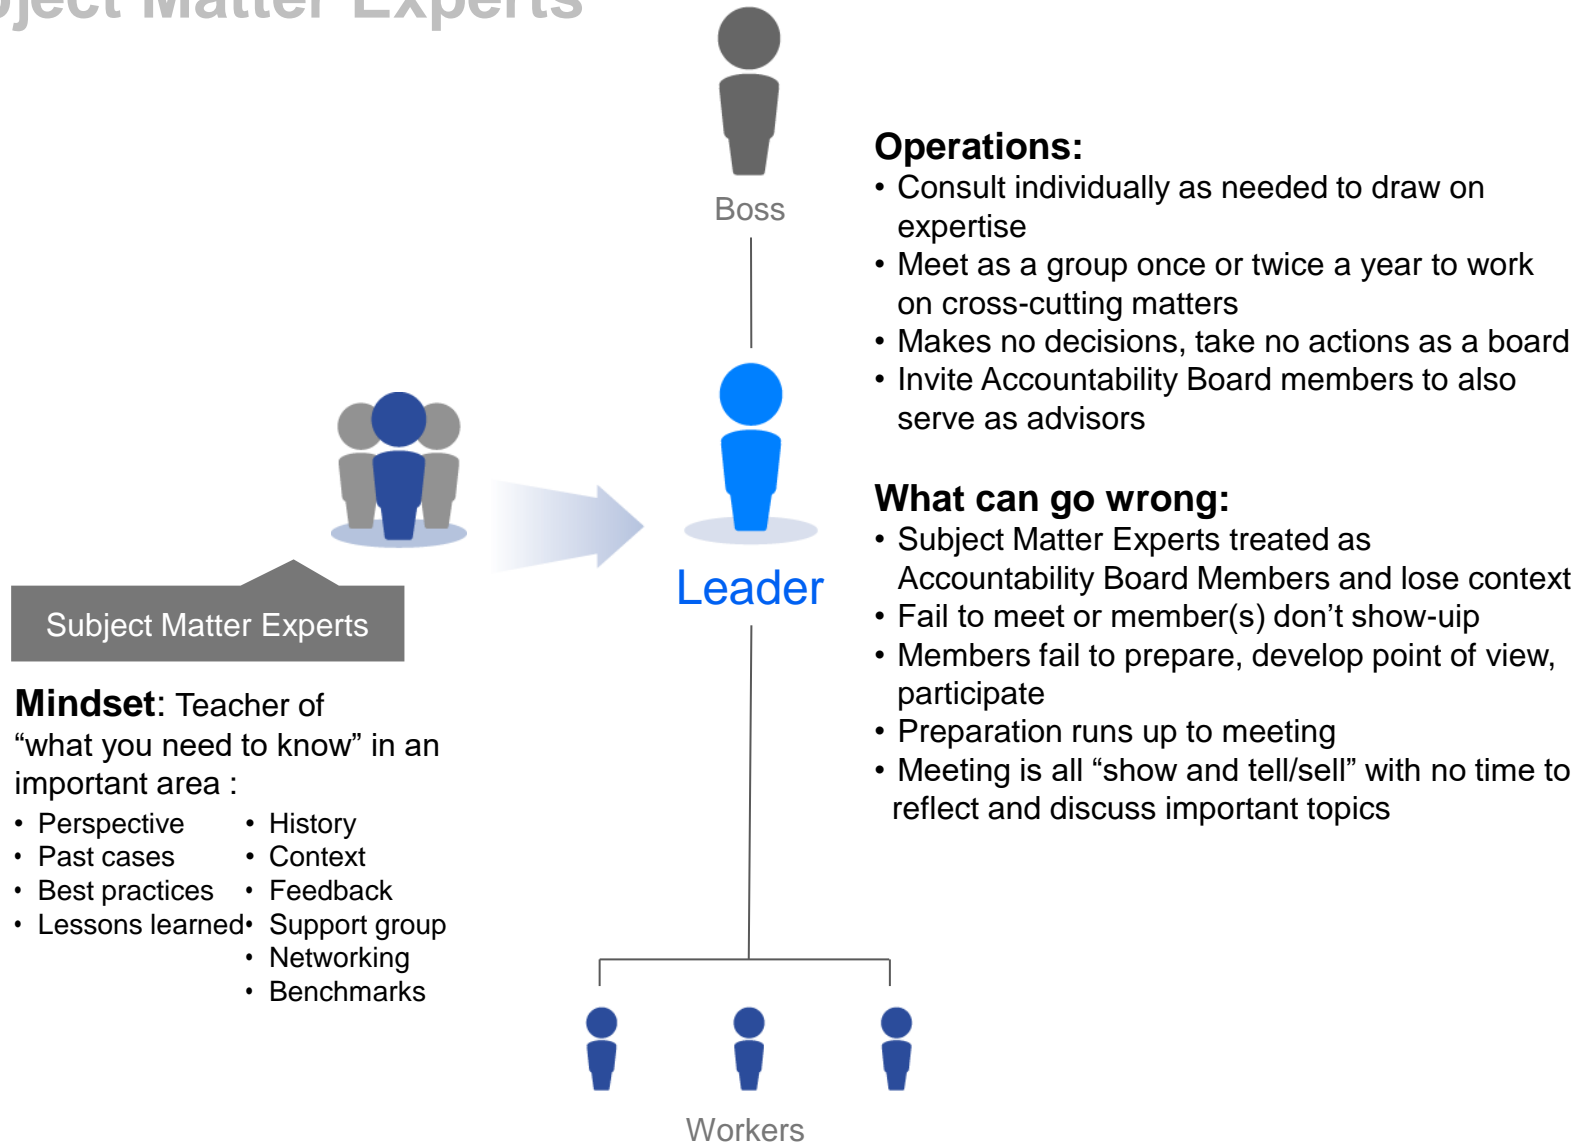 bject Matter Experts
Boss
Operations:
• Consult individually as needed to draw on
expertise
• Meet as a group once or twice a year to work
on cross-cutting matters
• Makes no decisions, take no actions as a board
• Invite Accountability Board members to also
serve as advisors
What can go wrong:
• Subject Matter Experts treated as
Accountability Board Members and lose context
• Fail to meet or member(s) don’t show-uip
• Members fail to prepare, develop point of view,
participate
• Preparation runs up to meeting
• Meeting is all “show and tell/sell” with no time to
reflect and discuss important topics
Leader
Subject Matter Experts
Mindset: Teacher of
“what you need to know” in an
important area :
• Perspective
• Past cases
• Best practices
• Lessons learned
• History
• Context
• Feedback
• Support group
• Networking
• Benchmarks
Workers